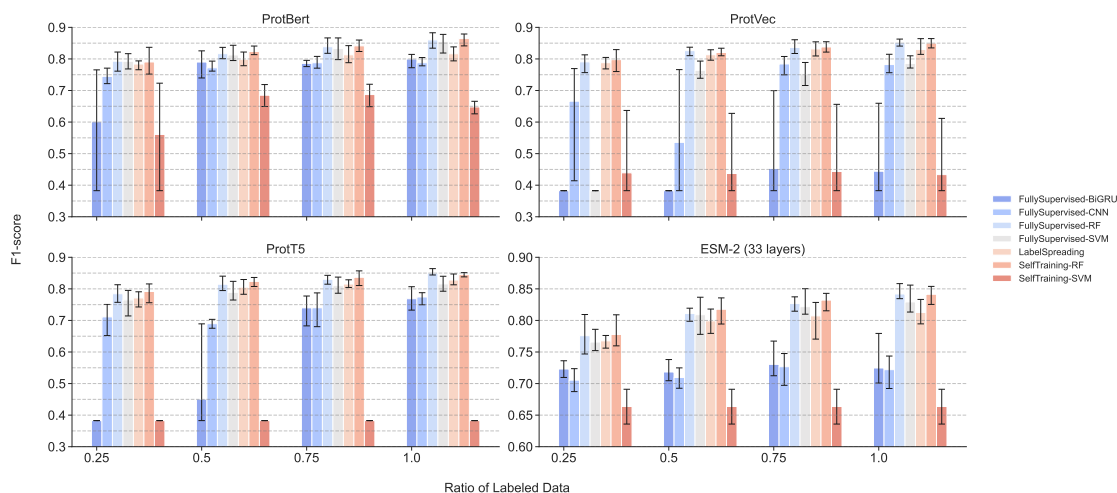 ProtBert
0.9
0.8
0.7
0.6
0.5
0.4
0.3
ProtVec
0.9
0.8
0.7
0.6
0.5
0.4
0.3
F1-score
ProtT5
0.90
0.8
0.7
0.6
0.5
0.4
0.3
0.25
0.5
0.75
1.0
ESM-2 (33 layers)
0.90
0.85
0.80
0.75
0.70
0.65
0.60
0.25
0.5
0.75
1.0
Ratio of Labeled Data
FullySupervised-BiGRU
FullySupervised-CNN
FullySupervised-RF
FullySupervised-SVM
LabelSpreading
SelfTraining-RF
SelfTraining-SVM